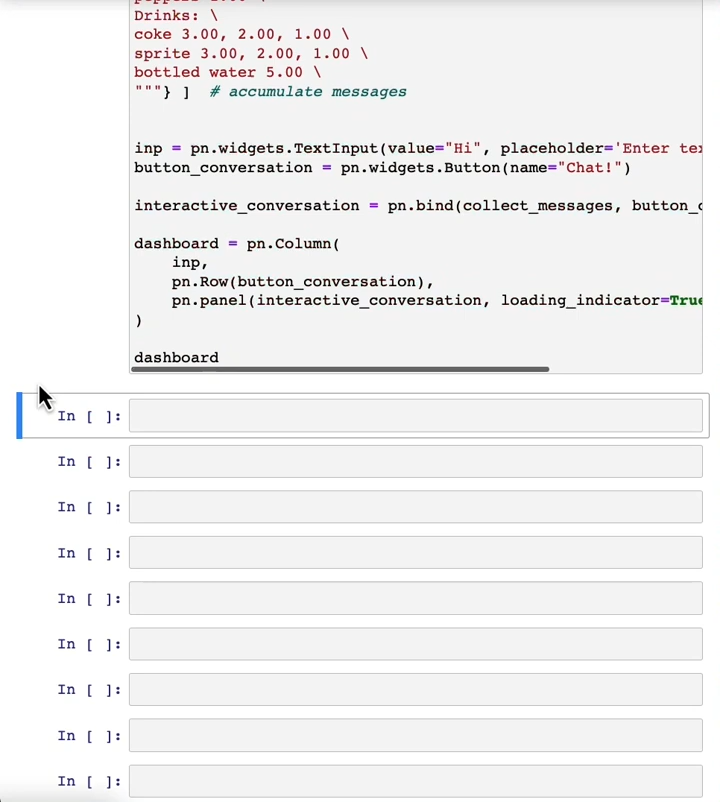 Drinks: \
coke 3.00, 2.00, 1.00 \
sprite 3.00, 2.00, 1.00 \
bottled water 5.00 \
"""} ]  # accumulate messages
inp = pn.widgets.TextInput(value="Hi", placeholder='Enter tex
button_conversation = pn.widgets.Button(name="Chat!")
interactive_conversation = pn.bind(collect_messages, button_c
dashboard = pn.Column(
    inp,
    pn.Row(button_conversation),
    pn.panel(interactive_conversation, loading_indicator=True
)
dashboard
In [ ]:
In [ ]:
In [ ]:
In [ ]:
In [ ]:
In [ ]:
In [ ]:
In [ ]:
In [ ]: